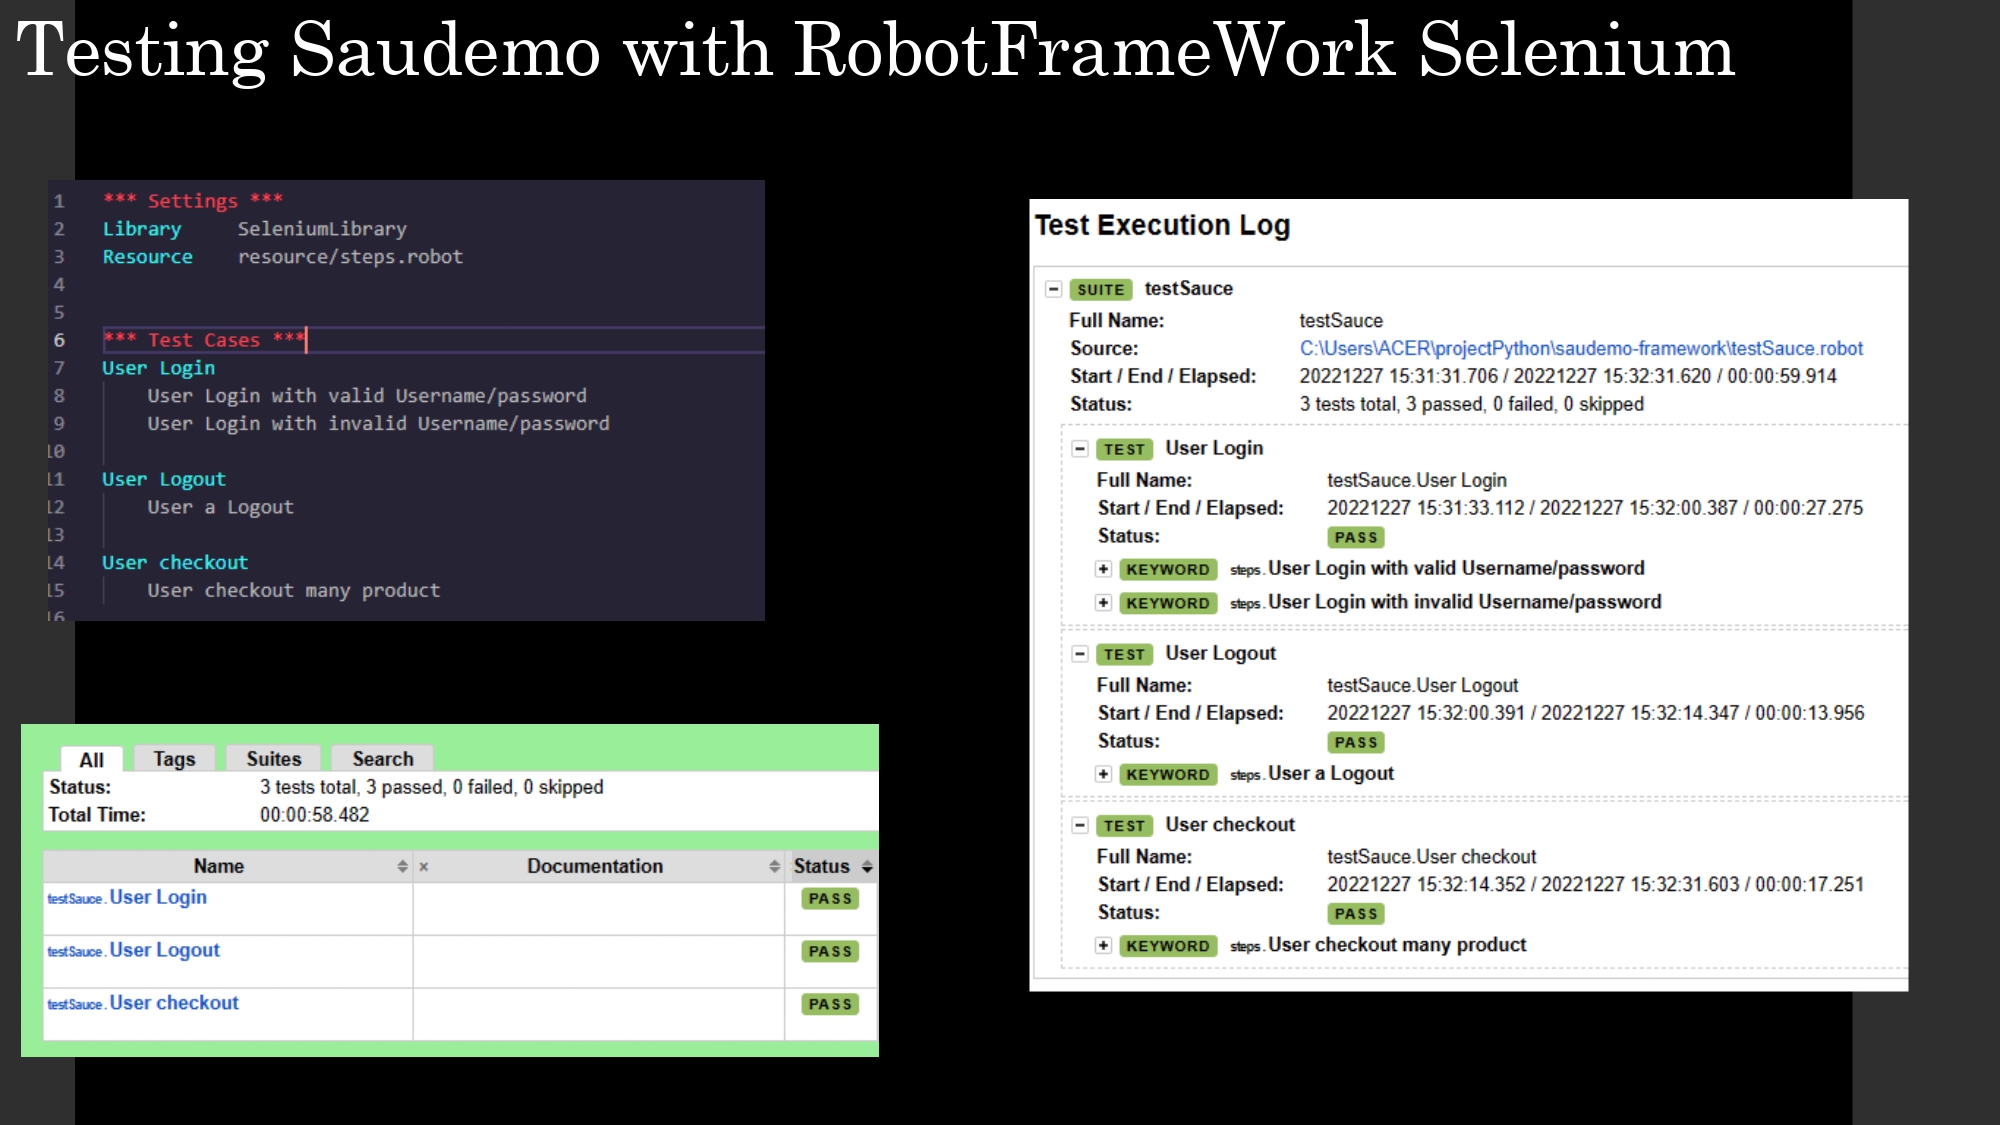 Testing Saudemo with RobotFrameWork Selenium
1 *** Settings ***
2 Library SeleniumLibrary
3 Resource resource/steps.robot
4
5
6 *** Test Cases ***
7 User Login
8 User Login with valid Username/password
9 User Login with invalid Username/password
10
11 User Logout
12 User a Logout
13
14 User checkout
15 User checkout many product
16
All Tags Suites Search
Status: 3 tests total, 3 passed, 0 failed, 0 skipped
Total Time: 00:00:58.482
Name × Documentation Status
testSauce . User Login PASS
testSauce . User Logout PASS
testSauce . User checkout PASS
Test Execution Log
SUITE testSauce
Full Name: testSauce
Source: C:\Users\ACER\projectPython\saudemo-framework\testSauce.robot
Start / End / Elapsed: 20221227 15:31:31.706 / 20221227 15:32:31.620 / 00:00:59.914
Status: 3 tests total, 3 passed, 0 failed, 0 skipped
TEST User Login
Full Name: testSauce.User Login
Start / End / Elapsed: 20221227 15:31:33.112 / 20221227 15:32:00.387 / 00:00:27.275
Status: PASS
KEYWORD steps . User Login with valid Username/password
KEYWORD steps . User Login with invalid Username/password
TEST User Logout
Full Name: testSauce.User Logout
Start / End / Elapsed: 20221227 15:32:00.391 / 20221227 15:32:14.347 / 00:00:13.956
Status: PASS
KEYWORD steps . User a Logout
TEST User checkout
Full Name: testSauce.User checkout
Start / End / Elapsed: 20221227 15:32:14.352 / 20221227 15:32:31.603 / 00:00:17.251
Status: PASS
KEYWORD steps . User checkout many product